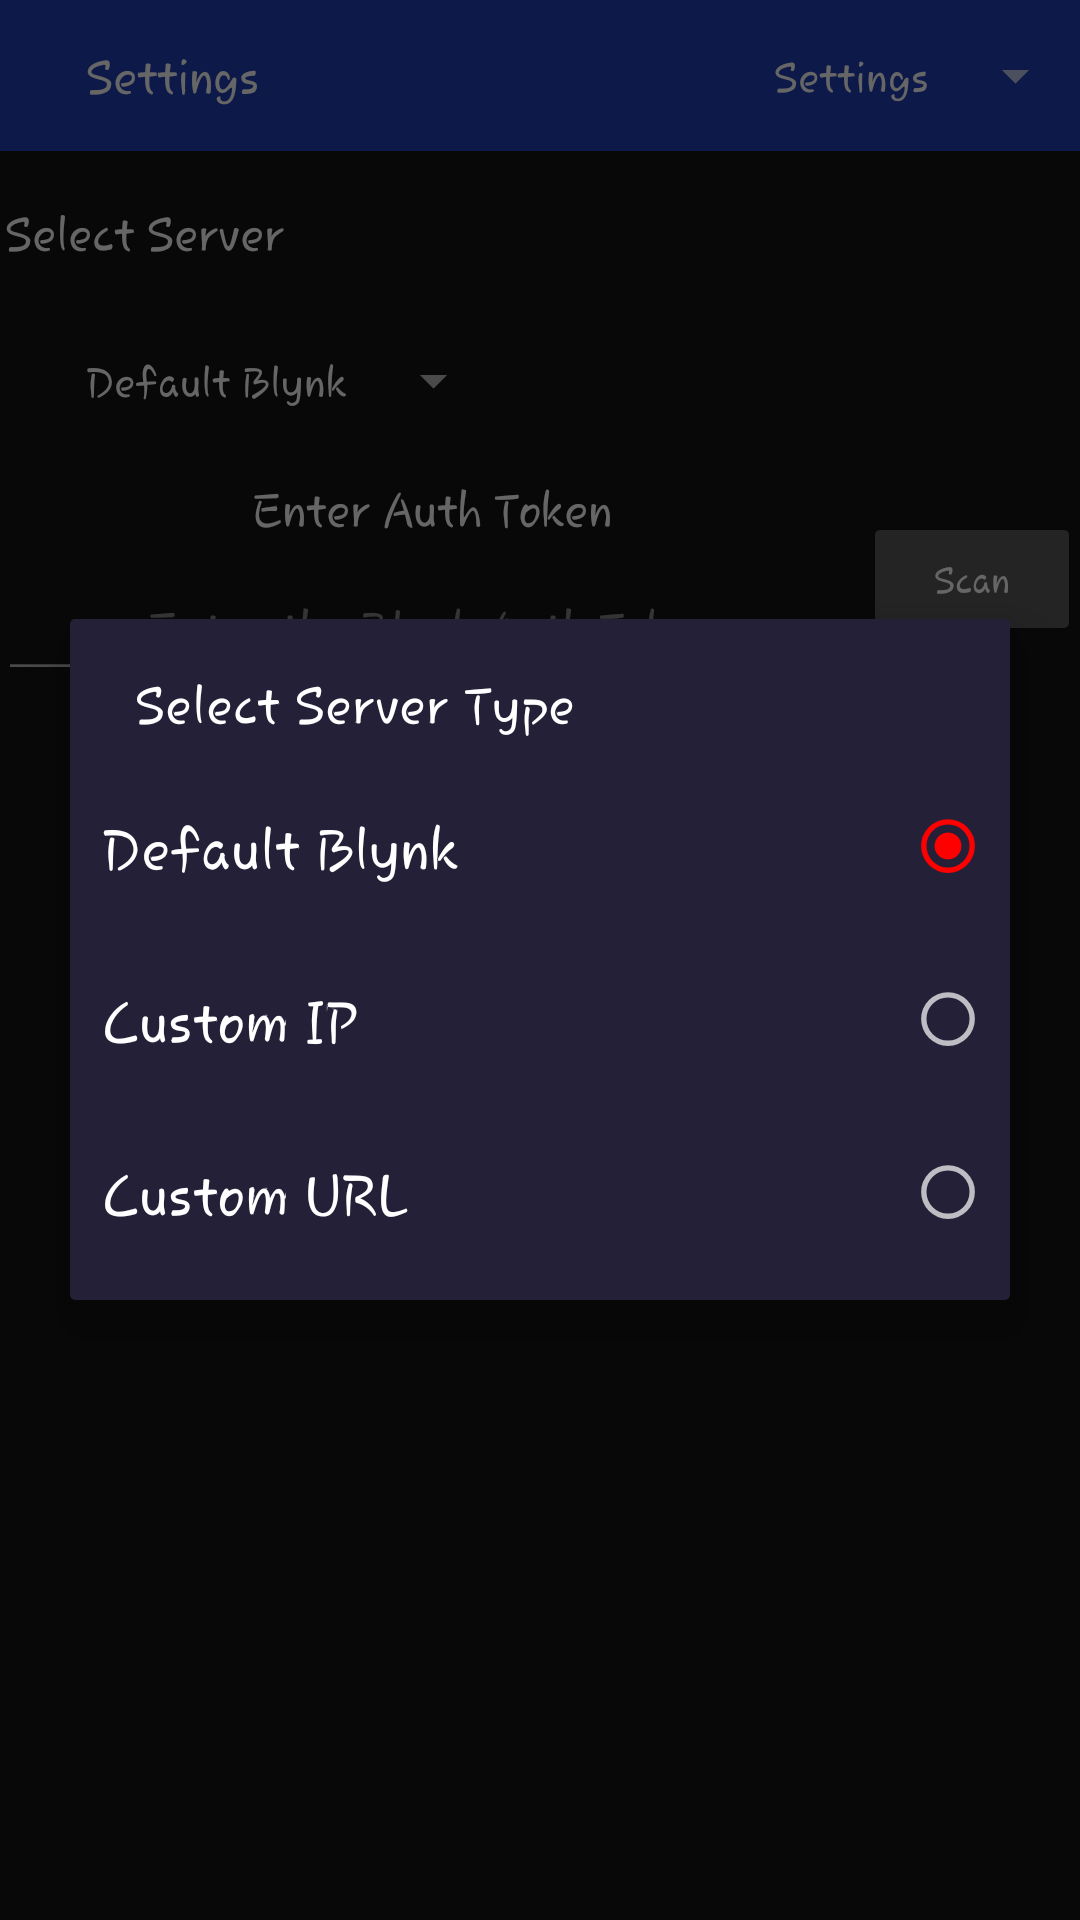 Settings Settings
Select Server
Default Blynk
Enter Auth Token
Scan
Select Server Type
Default Blynk
Custom IP
Custom URL